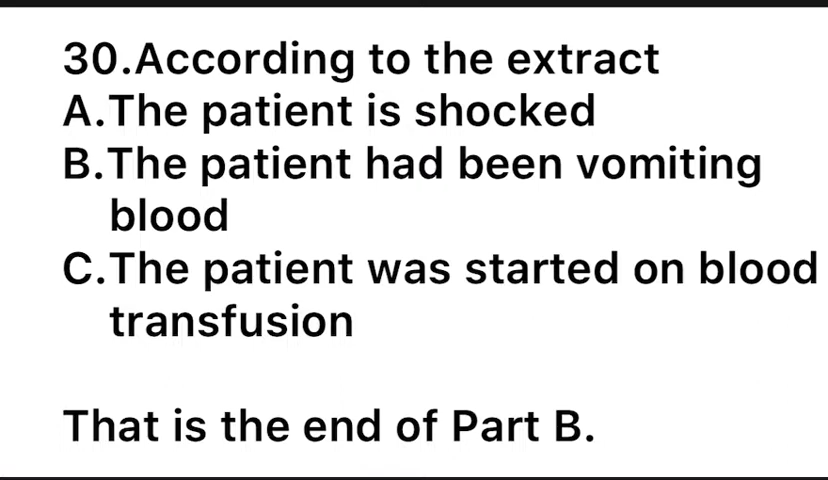 30.According to the extract
A.The patient is shocked
B.The patient had been vomiting
blood
C.The patient was started on blood
transfusion
That is the end of Part B.